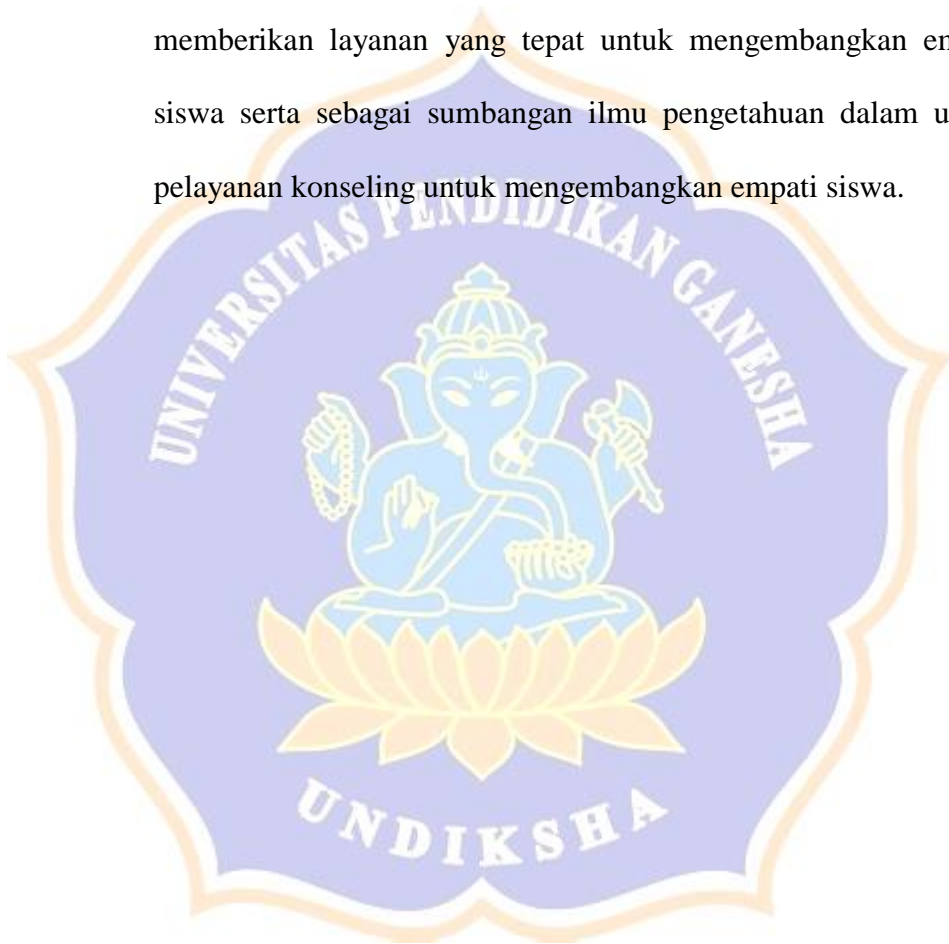 memberikan layanan yang tepat untuk mengembangkan em
siswa serta sebagai sumbangan ilmu pengetahuan dalam u
pelayanan konseling untuk mengembangkan empati siswa.
UNIVERSITAS PENDIDIKAN GANESHA
UNDIKSHA